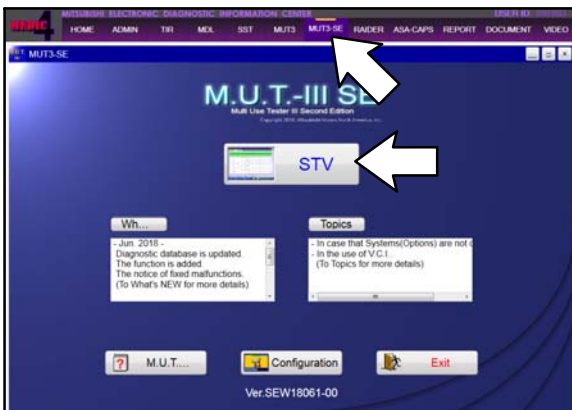 MITSUBISHI ELECTRONIC DIAGNOSTIC INFORMATION CENTER USER ID
MEDIC 4 HOME ADMIN TIR MDL SST MUT3 MUT3-SE RAIDER ASA-CAPS REPORT DOCUMENT VIDEO
MUT3-SE
M.U.T.-III SE
Multi Use Tester III Second Edition
STV
Wh...
Topics
- Jun. 2018 -
Diagnostic database is updated.
The function is added.
The notice of fixed malfunctions.
(To What's NEW for more details)
- In case that Systems(Options) are not d
- In the use of V.C.I.
(To Topics for more details)
M.U.T....
Configuration
Exit
Ver.SEW18061-00